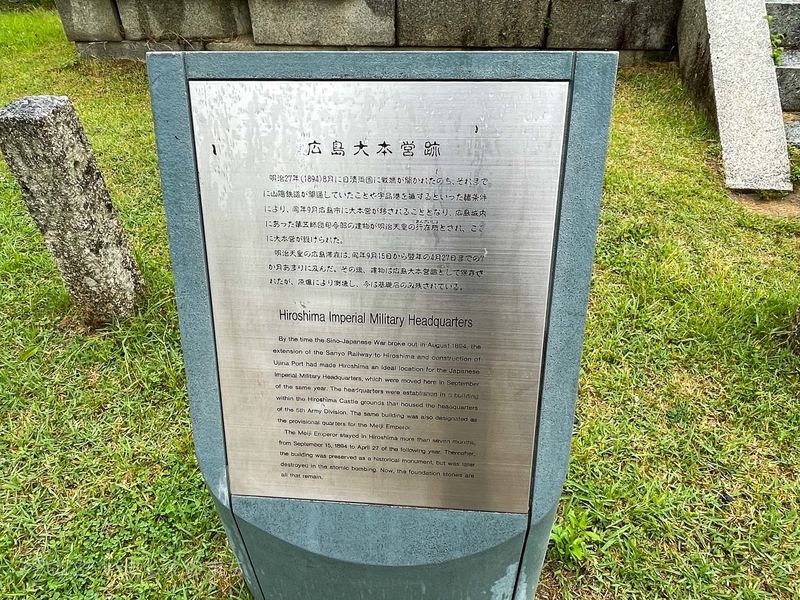 広島大本営跡
明治27年(1894)8月に日清両国に戦端が開かれたのち、それまで
に山陽鉄道が開通していたことや宇品港を擁するといった諸条件
により、同年9月広島市に大本営が移されることとなり、広島城内
にあった第五師団司令部の建物が明治天皇の行在所とされ、ここ
に大本営が設けられた。
明治天皇の広島滞在は、同年9月15日から翌年の4月27日までの7
か月あまりに及んだ。その後、建物は広島大本営跡として保存さ
れたが、原爆により倒壊し、今は基礎石のみ残されている。
Hiroshima Imperial Military Headquarters
By the time the Sino-Japanese War broke out in August 1894, the
extension of the Sanyo Railway to Hiroshima and construction of
Ujina Port had made Hiroshima an ideal location for the Japanese
Imperial Military Headquarters, which were moved here in September
of the same year. The headquarters were established in a building
within the Hiroshima Castle grounds that housed the headquarters
of the 5th Army Division. The same building was also designated as
the provisional quarters for the Meiji Emperor.
The Meiji Emperor stayed in Hiroshima more than seven months,
from September 15, 1894 to April 27 of the following year. Thereafter,
the building was preserved as a historical monument, but was later
destroyed in the atomic bombing. Now, the foundation stones are
all that remain.